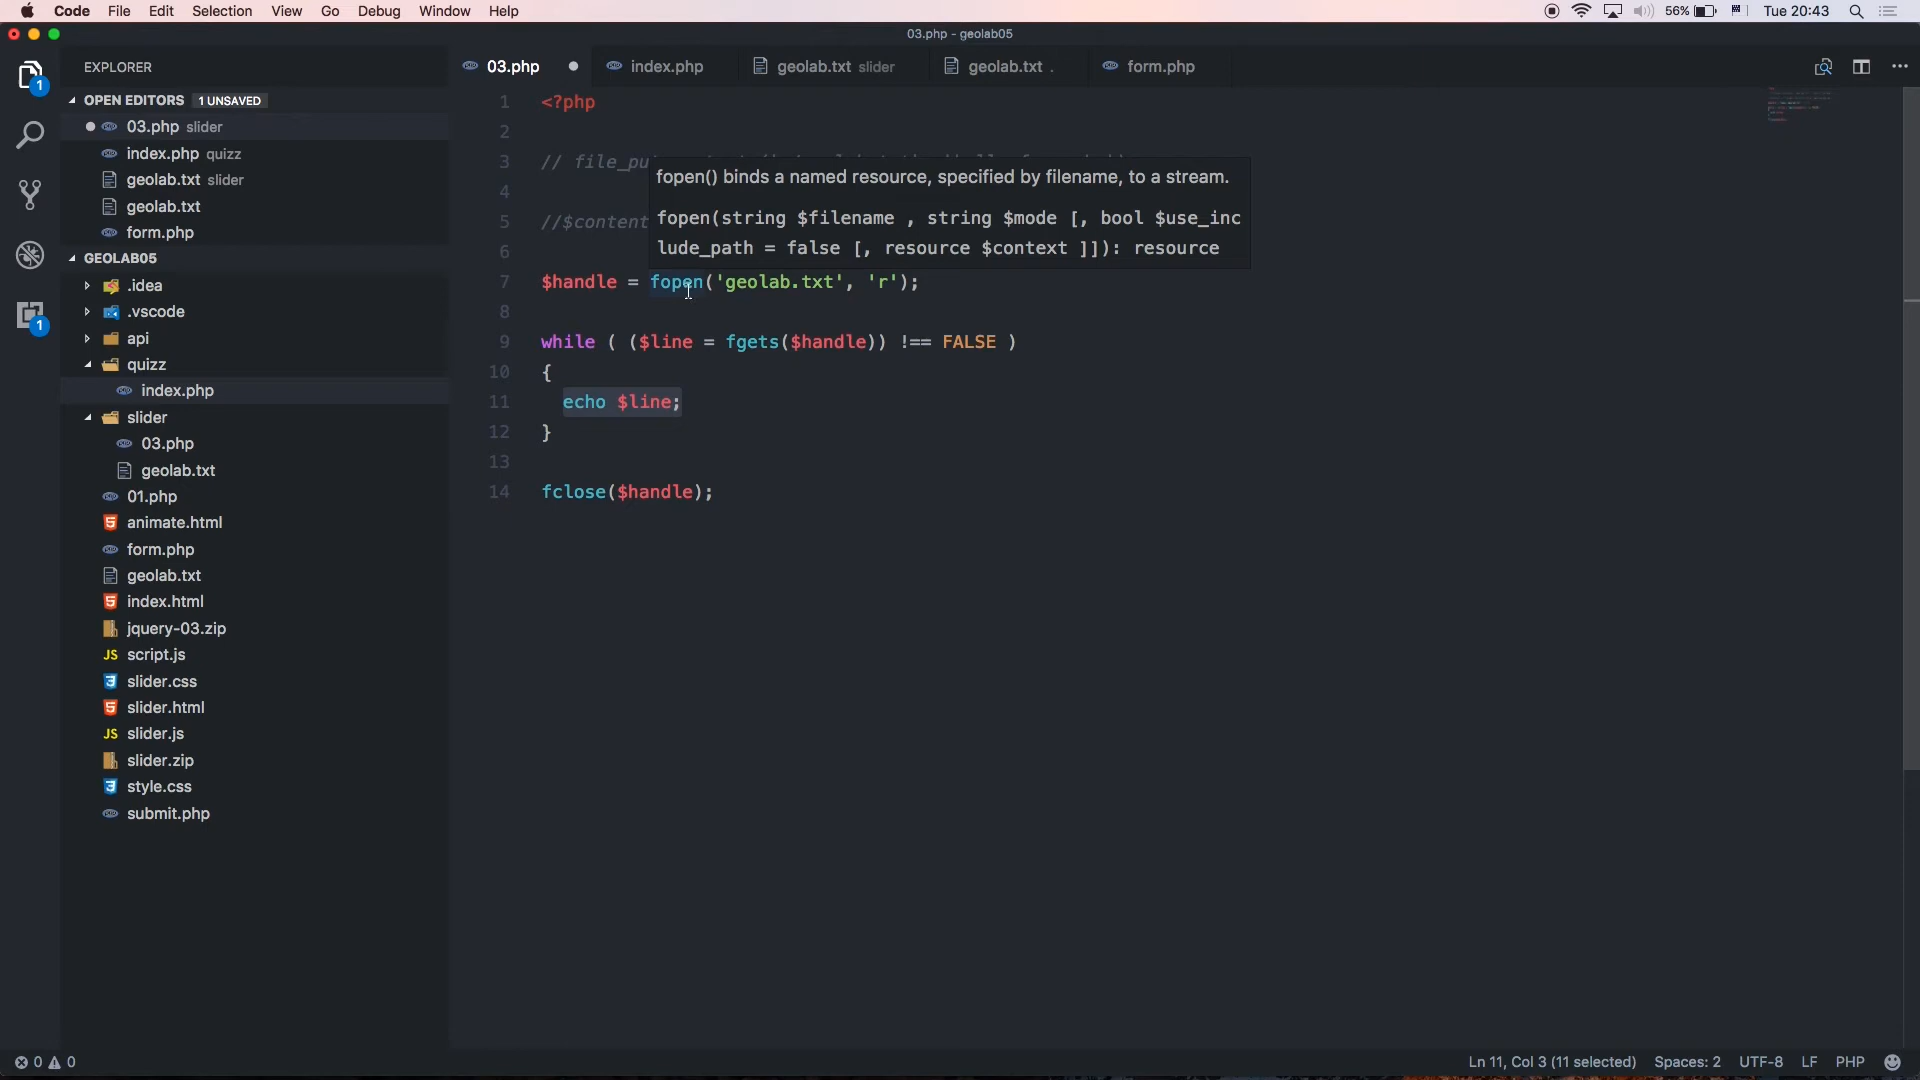 Code File Edit Selection View Go Debug Window Help 56% Tue 20:43
03.php - geolab05
EXPLORER
OPEN EDITORS 1 UNSAVED
03.php slider
index.php quizz
geolab.txt slider
geolab.txt
form.php
GEOLAB05
.idea
.vscode
api
quizz
index.php
slider
03.php
geolab.txt
01.php
animate.html
form.php
geolab.txt
index.html
jquery-03.zip
script.js
slider.css
slider.html
slider.js
slider.zip
style.css
submit.php
03.php index.php geolab.txt slider geolab.txt . form.php
1 <?php
2
3 // file_pu
4
5 //$content
6
7 $handle = fopen('geolab.txt', 'r');
8
9 while ( ($line = fgets($handle)) !== FALSE )
10 {
11 echo $line;
12 }
13
14 fclose($handle);
fopen() binds a named resource, specified by filename, to a stream.
fopen(string $filename , string $mode [, bool $use_inc
lude_path = false [, resource $context ]]): resource
1
1
0 0 Ln 11, Col 3 (11 selected) Spaces: 2 UTF-8 LF PHP